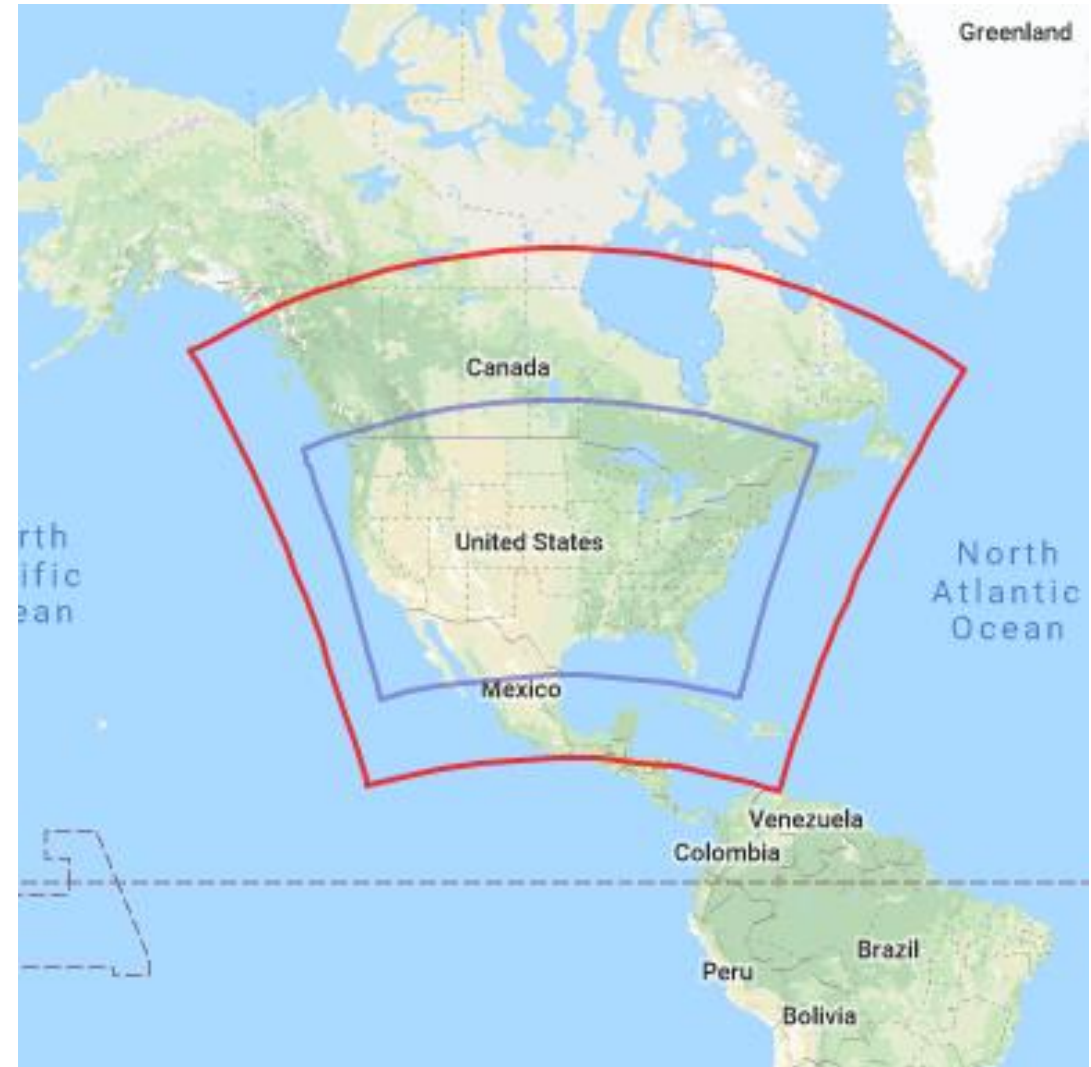 Greenland
Canada
United States
rth
ific
ean
North
Atlantic
Ocean
Mexico
Venezuela
Colombia
Brazil
Peru
Bolivia